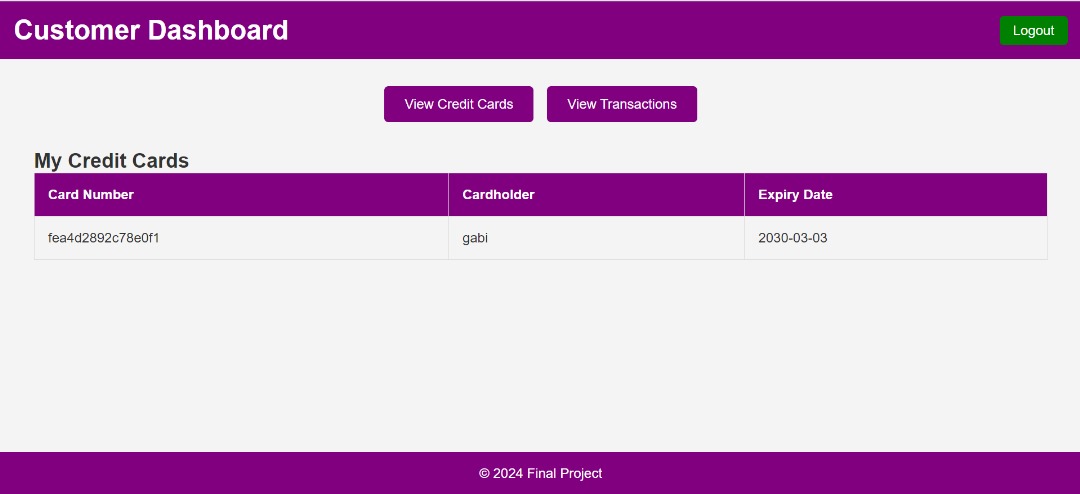 Customer Dashboard
Logout
View Credit Cards
View Transactions
My Credit Cards
Card Number Cardholder Expiry Date
fea4d2892c78e0f1 gabi 2030-03-03
© 2024 Final Project